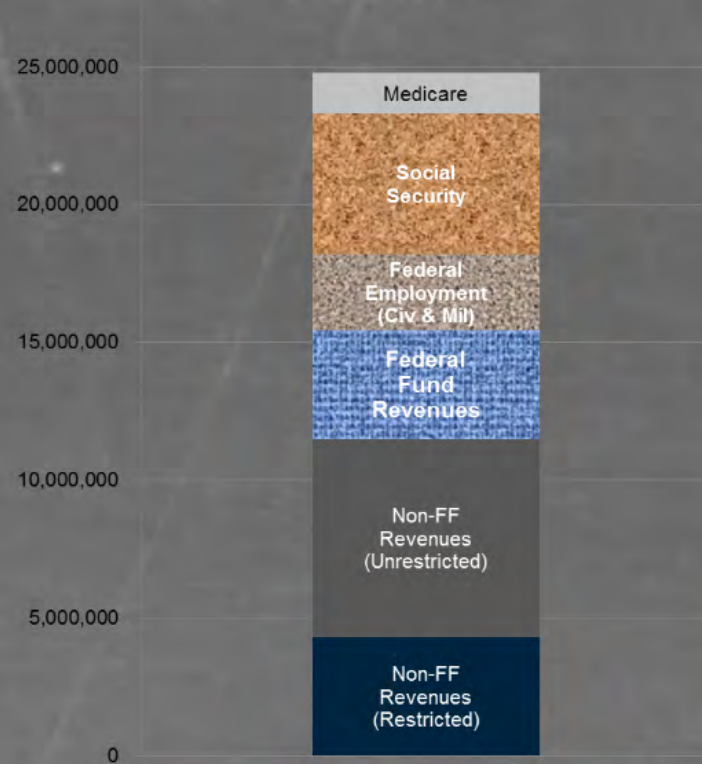 25,000,000
Medicare
Social
Security
20,000,000
Federal
Employment
(Civ & Mil)
15,000,000
Federal
Fund
Revenues
10,000,000
Non-FF
Revenues
(Unrestricted)
5,000,000
Non-FF
Revenues
(Restricted)
0